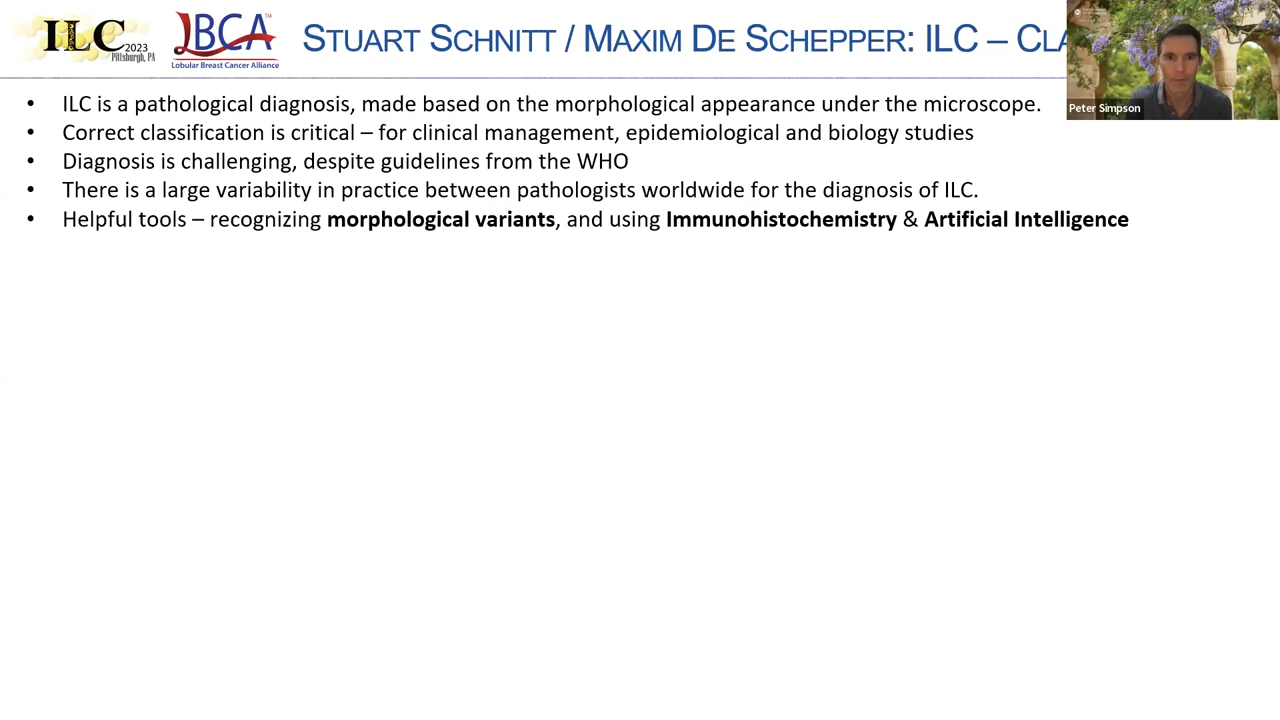 ILC 2023
Pittsburgh, PA
LBCA™
Lobular Breast Cancer Alliance
STUART SCHNITT / MAXIM DE SCHEPPER: ILC – CLA
Peter Simpson
• ILC is a pathological diagnosis, made based on the morphological appearance under the microscope.
• Correct classification is critical – for clinical management, epidemiological and biology studies
• Diagnosis is challenging, despite guidelines from the WHO
• There is a large variability in practice between pathologists worldwide for the diagnosis of ILC.
• Helpful tools – recognizing morphological variants, and using Immunohistochemistry & Artificial Intelligence